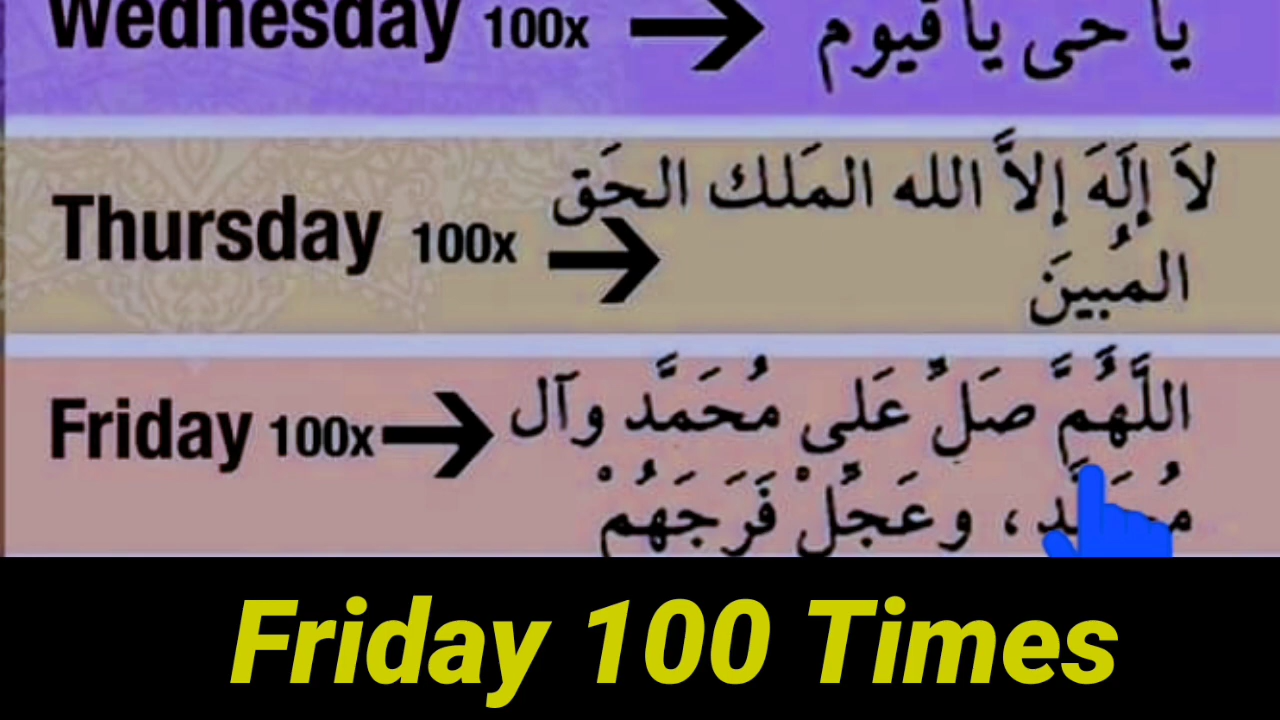 Wednesday 100x → يا حى يا قيوم
Thursday 100x → لاَ إِلَهَ إِلاَّ الله المَلك الحَق
المُبينَ
Friday 100x → اللَّهُمَّ صَلِّ عَلى مُحَمَّد وآل
، وعَجِّلْ فَرَجَهُمْ
Friday 100 Times